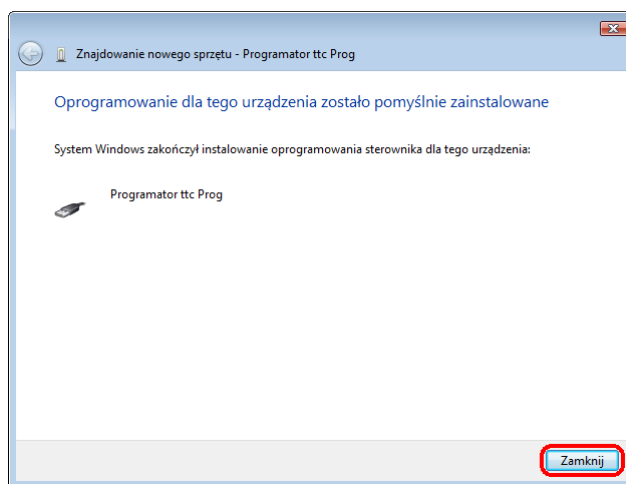 Znajdowanie nowego sprzętu - Programator ttc Prog
Oprogramowanie dla tego urządzenia zostało pomyślnie zainstalowane
System Windows zakończył instalowanie oprogramowania sterownika dla tego urządzenia:
Programator ttc Prog
Zamknij